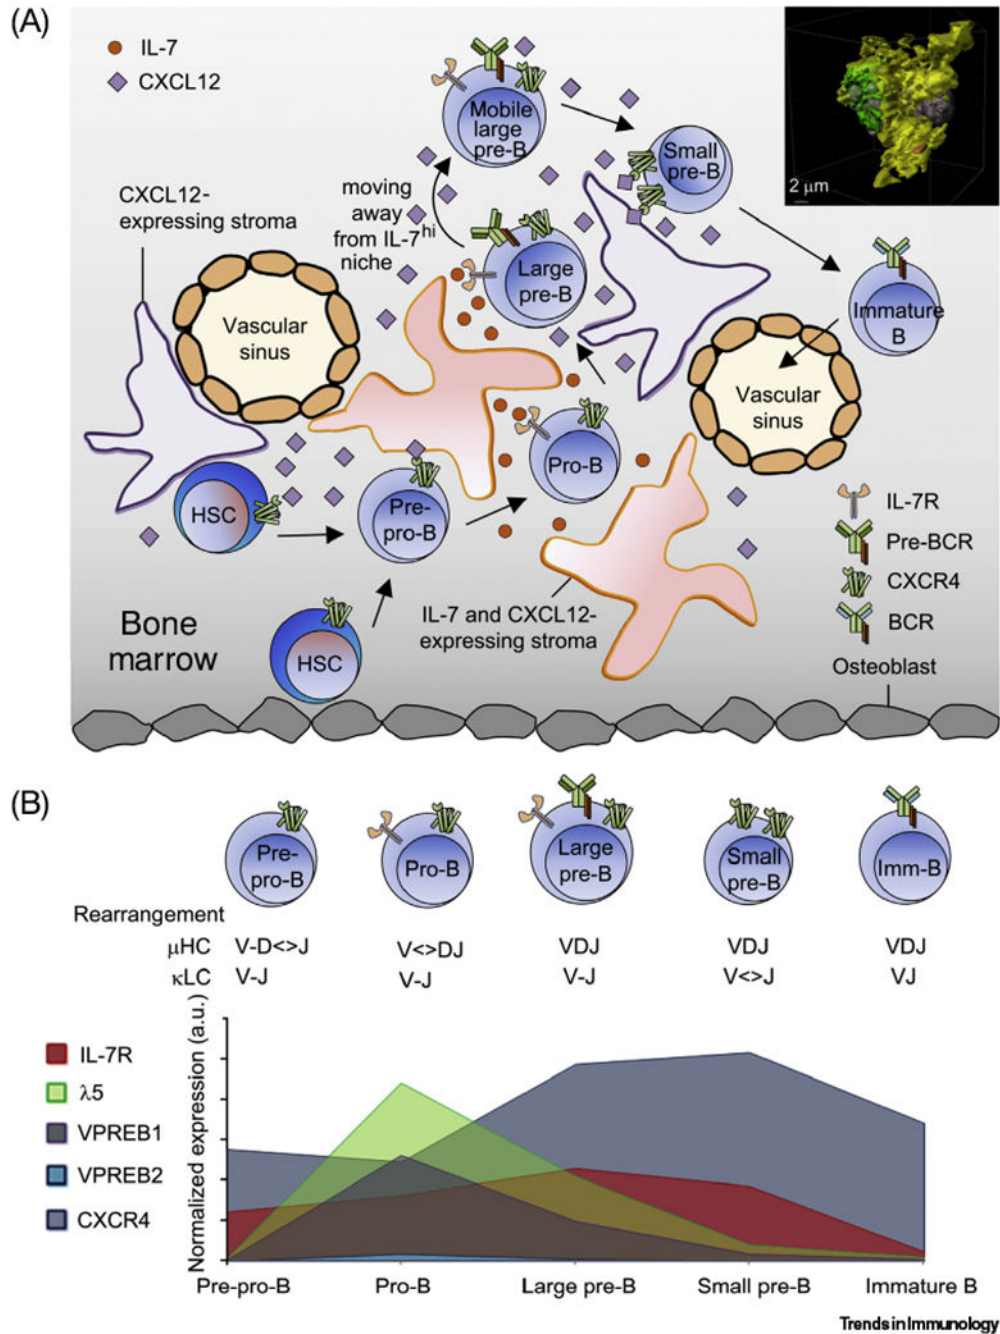 (A)
IL-7
CXCL12
Mobile
large
pre-B
Small
pre-B
2 μm
CXCL12-
expressing stroma
moving
away
from IL-7hi
niche
Large
pre-B
Immature
B
Vascular
sinus
Vascular
sinus
Pro-B
HSC
Pre-
pro-B
IL-7R
Pre-BCR
CXCR4
BCR
IL-7 and CXCL12-
expressing stroma
Bone
marrow
HSC
Osteoblast
(B)
Pre-
pro-B
Pro-B
Large
pre-B
Small
pre-B
Imm-B
Rearrangement
μHC V-D<>J V<>DJ VDJ VDJ VDJ
κLC V-J V-J V-J V<>J VJ
Normalized expression (a.u.)
IL-7R
λ5
VPREB1
VPREB2
CXCR4
Pre-pro-B Pro-B Large pre-B Small pre-B Immature B
Trends in Immunology